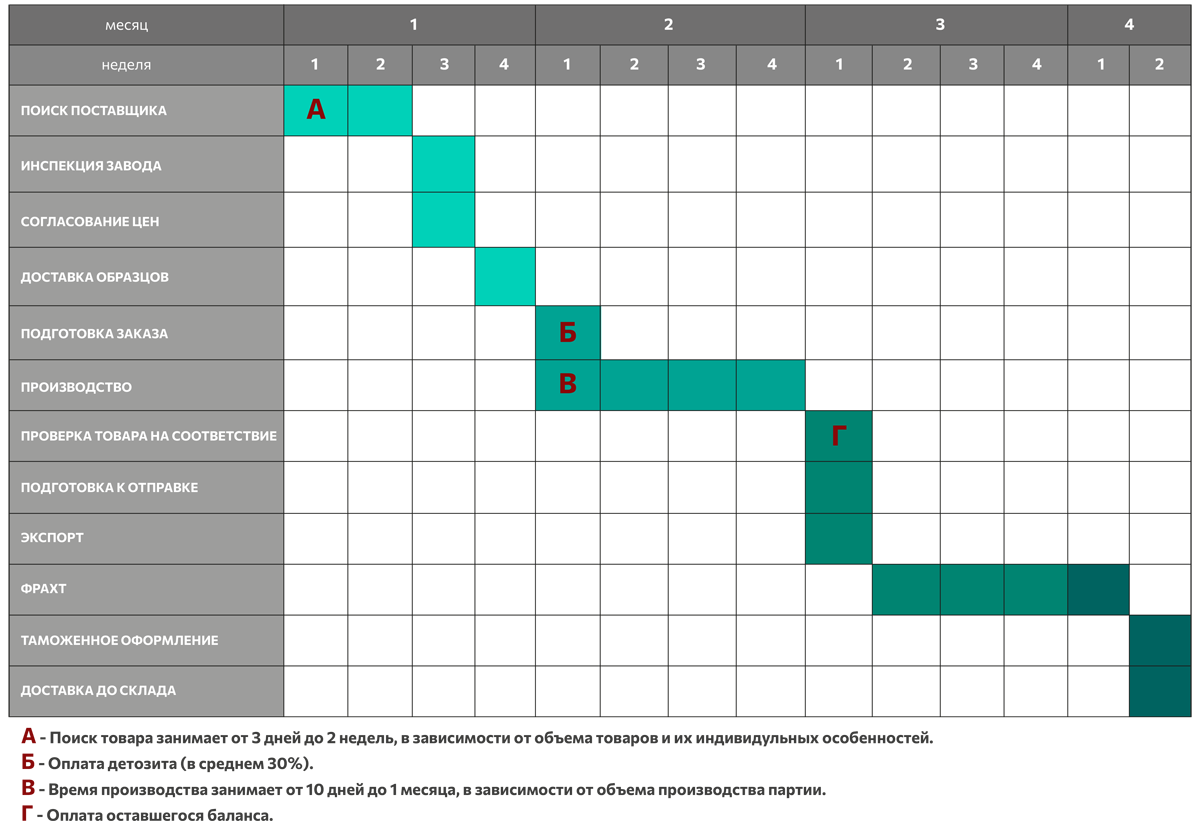 месяц 1 2 3 4
неделя 1 2 3 4 1 2 3 4 1 2 3 4 1 2
ПОИСК ПОСТАВЩИКА А
ИНСПЕКЦИЯ ЗАВОДА
СОГЛАСОВАНИЕ ЦЕН
ДОСТАВКА ОБРАЗЦОВ
ПОДГОТОВКА ЗАКАЗА Б
ПРОИЗВОДСТВО В
ПРОВЕРКА ТОВАРА НА СООТВЕТСТВИЕ Г
ПОДГОТОВКА К ОТПРАВКЕ
ЭКСПОРТ
ФРАХТ
ТАМОЖЕННОЕ ОФОРМЛЕНИЕ
ДОСТАВКА ДО СКЛАДА
А - Поиск товара занимает от 3 дней до 2 недель, в зависимости от объема товаров и их индивидульных особенностей.
Б - Оплата детозита (в среднем 30%).
В - Время производства занимает от 10 дней до 1 месяца, в зависимости от объема производства партии.
Г - Оплата оставшегося баланса.